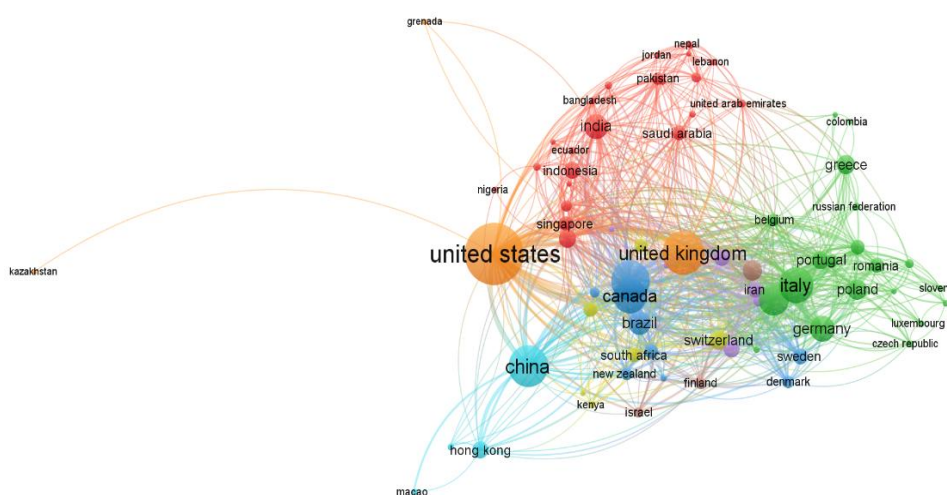 grenada
nepal
jordan
lebanon
pakistan
bangladesh
united arab emirates
colombia
india
saudi arabia
ecuador
greece
indonesia
nigeria
russian federation
belgium
singapore
united states
united kingdom
portugal
romania
kazakhstan
iran
italy
poland
sloven
canada
brazil
germany
luxembourg
switzerland
czech republic
china
south africa
sweden
new zealand
finland
denmark
kenya
israel
hong kong
macao